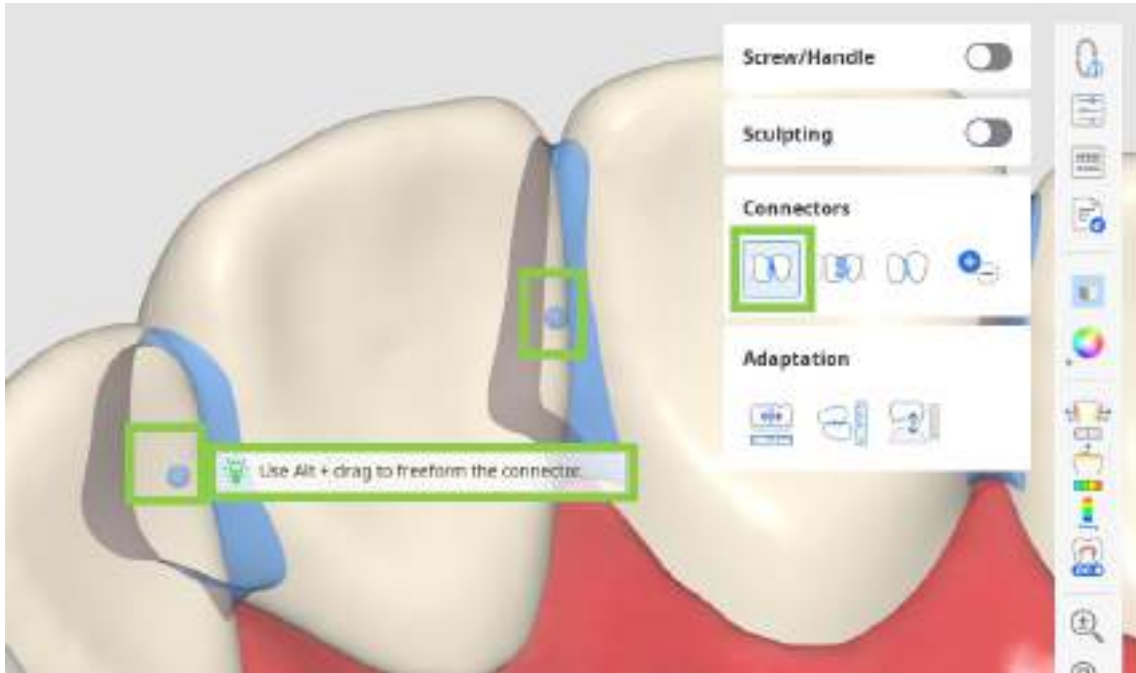 Screw/Handle
Sculpting
Connectors
Adaptation
Use Alt + drag to freeform the connector.